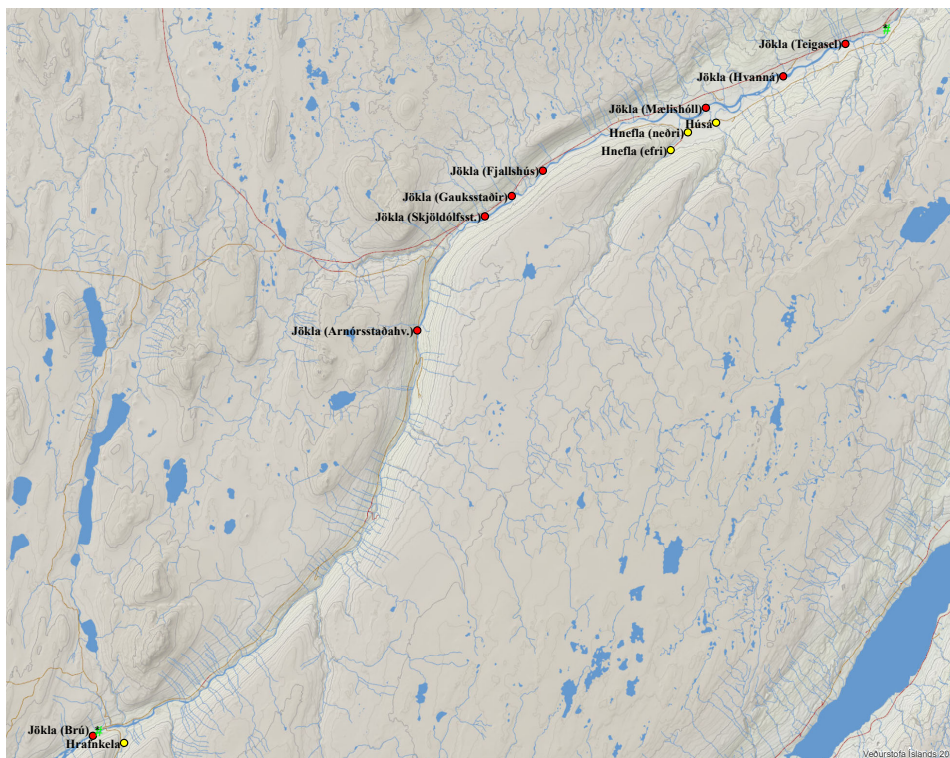 Jökla (Teigasel)
Jökla (Hvanná)
Jökla (Mælishóll)
Húsá
Hnefla (neðri)
Hnefla (efri)
Jökla (Fjallshús)
Jökla (Gauksstaðir)
Jökla (Skjöldólfsst.)
Jökla (Arnórsstaðahv.)
Jökla (Brú)
Hrafnkela
Veðurstofa Íslands 20